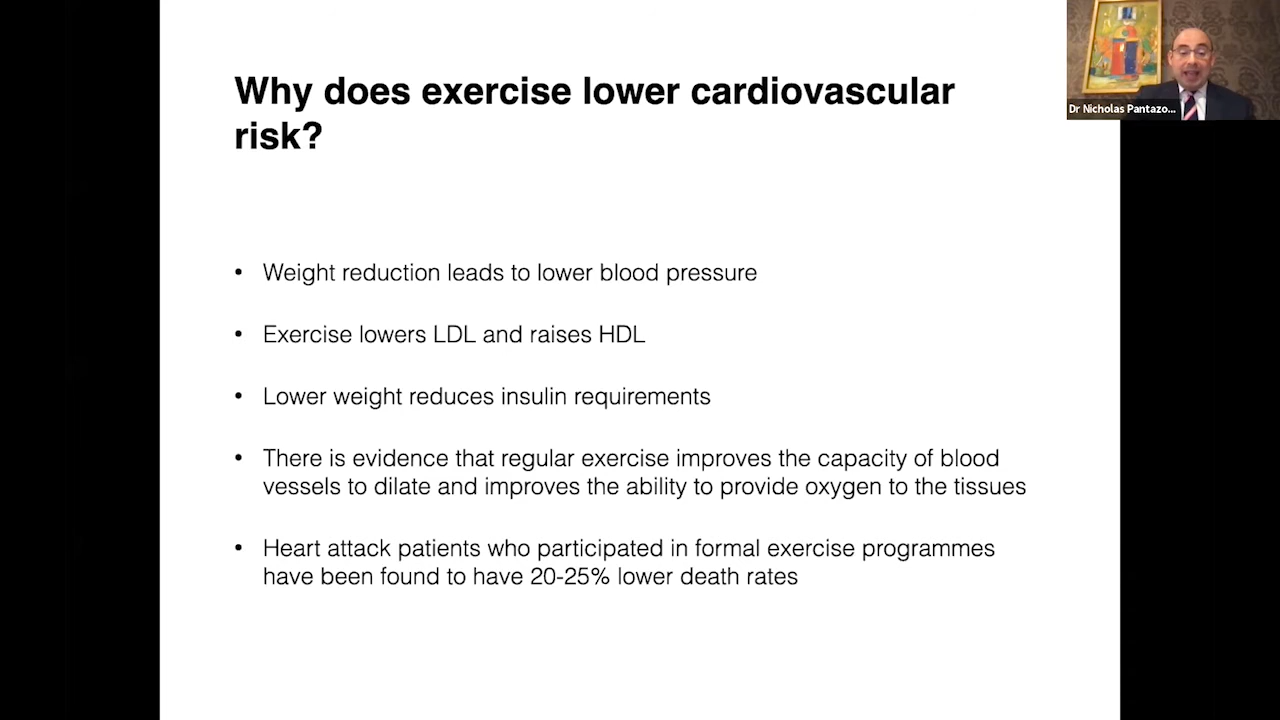 Why does exercise lower cardiovascular
risk?
• Weight reduction leads to lower blood pressure
• Exercise lowers LDL and raises HDL
• Lower weight reduces insulin requirements
• There is evidence that regular exercise improves the capacity of blood
vessels to dilate and improves the ability to provide oxygen to the tissues
• Heart attack patients who participated in formal exercise programmes
have been found to have 20-25% lower death rates
Dr Nicholas Pantazo...